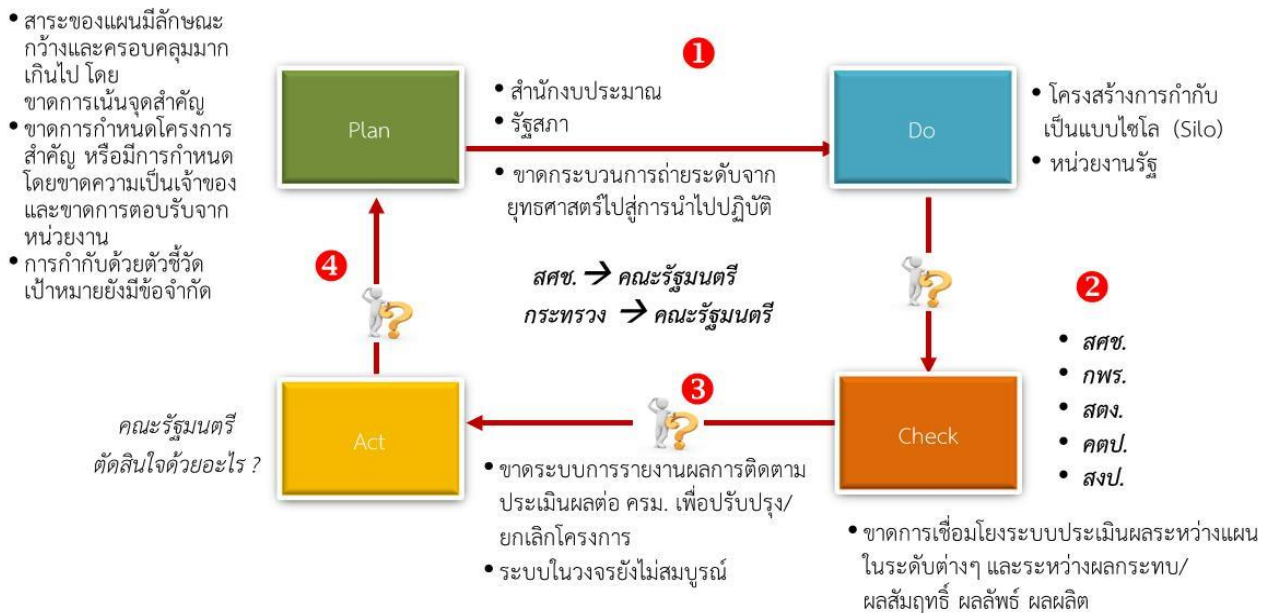 • สาระของแผนมีลักษณะ
กว้างและครอบคลุมมาก
เกินไป โดย
ขาดการเน้นจุดสำคัญ
• ขาดการกำหนดโครงการ
สำคัญ หรือมีการกำหนด
โดยขาดความเป็นเจ้าของ
และขาดการตอบรับจาก
หน่วยงาน
• การกำกับด้วยตัวชี้วัด
เป้าหมายยังมีข้อจำกัด
Plan
1
• สำนักงบประมาณ
• รัฐสภา
• ขาดกระบวนการถ่ายระดับจาก
ยุทธศาสตร์ไปสู่การนำไปปฏิบัติ
Do
• โครงสร้างการกำกับ
เป็นแบบไซโล (Silo)
• หน่วยงานรัฐ
4
สศช. → คณะรัฐมนตรี
กระทรวง → คณะรัฐมนตรี
2
• สศช.
• กพร.
• สตง.
• คตป.
• สงป.
คณะรัฐมนตรี
ตัดสินใจด้วยอะไร ?
Act
3
• ขาดระบบการรายงานผลการติดตาม
ประเมินผลต่อ ครม. เพื่อปรับปรุง/
ยกเลิกโครงการ
• ระบบในวงจรยังไม่สมบูรณ์
Check
• ขาดการเชื่อมโยงระบบประเมินผลระหว่างแผน
ในระดับต่างๆ และระหว่างผลกระทบ/
ผลสัมฤทธิ์ ผลลัพธ์ ผลผลิต